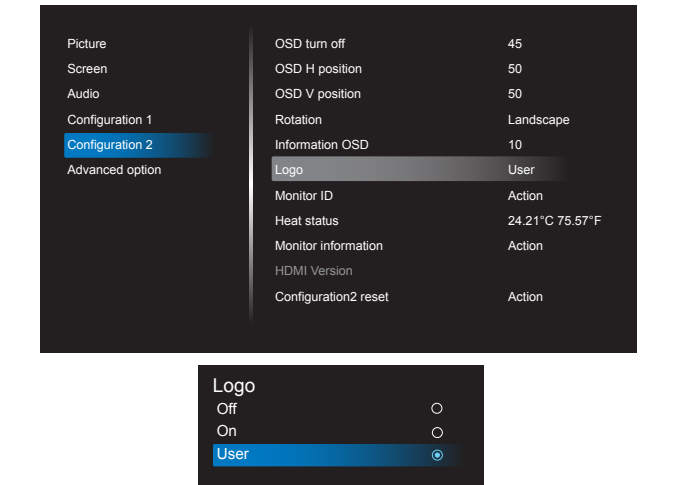 Picture
Screen
Audio
Configuration 1
Configuration 2
Advanced option
OSD turn off 45
OSD H position 50
OSD V position 50
Rotation Landscape
Information OSD 10
Logo User
Monitor ID Action
Heat status 24.21°C 75.57°F
Monitor information Action
HDMI Version
Configuration2 reset Action
Logo
Off
On
User